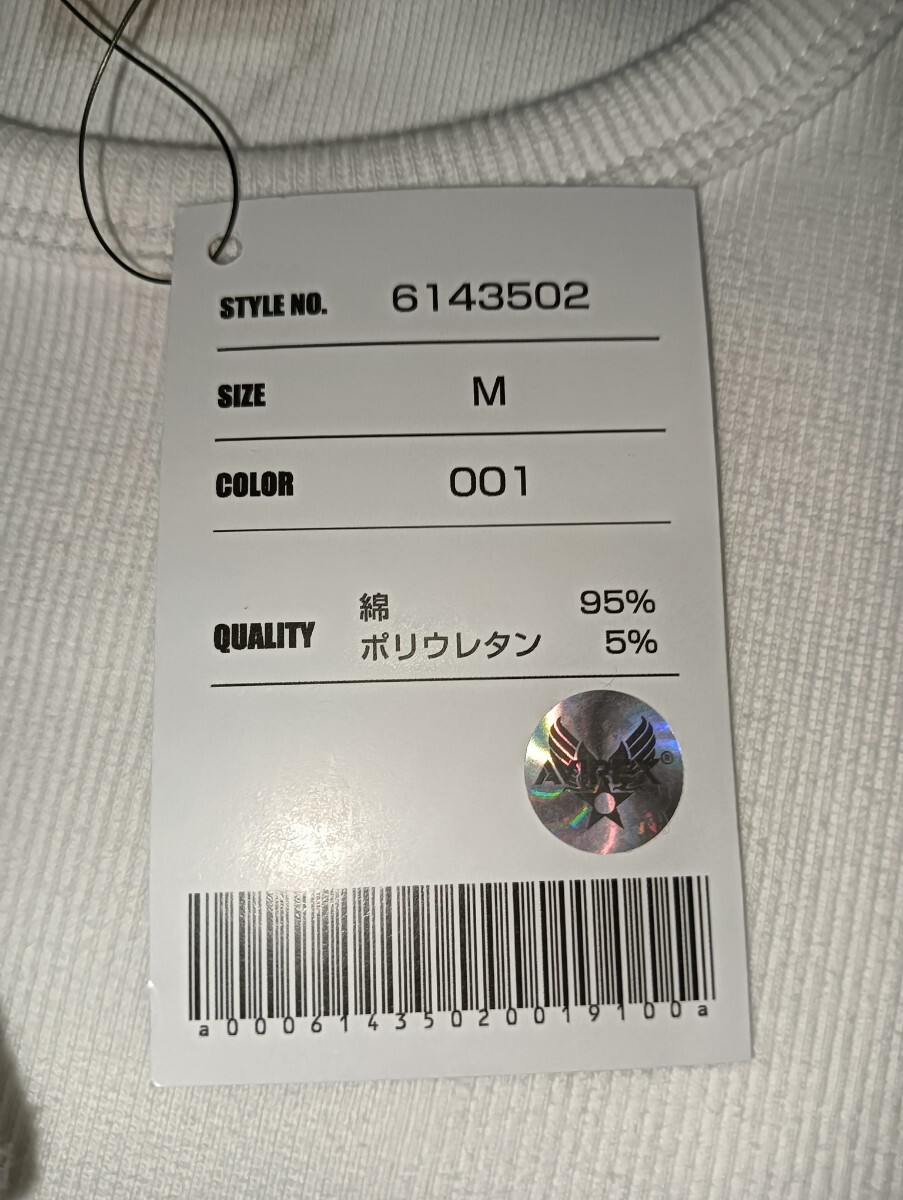 STYLE NO. 6143502
SIZE M
COLOR 001
QUALITY
綿 95%
ポリウレタン 5%
®
a00061435020019100a